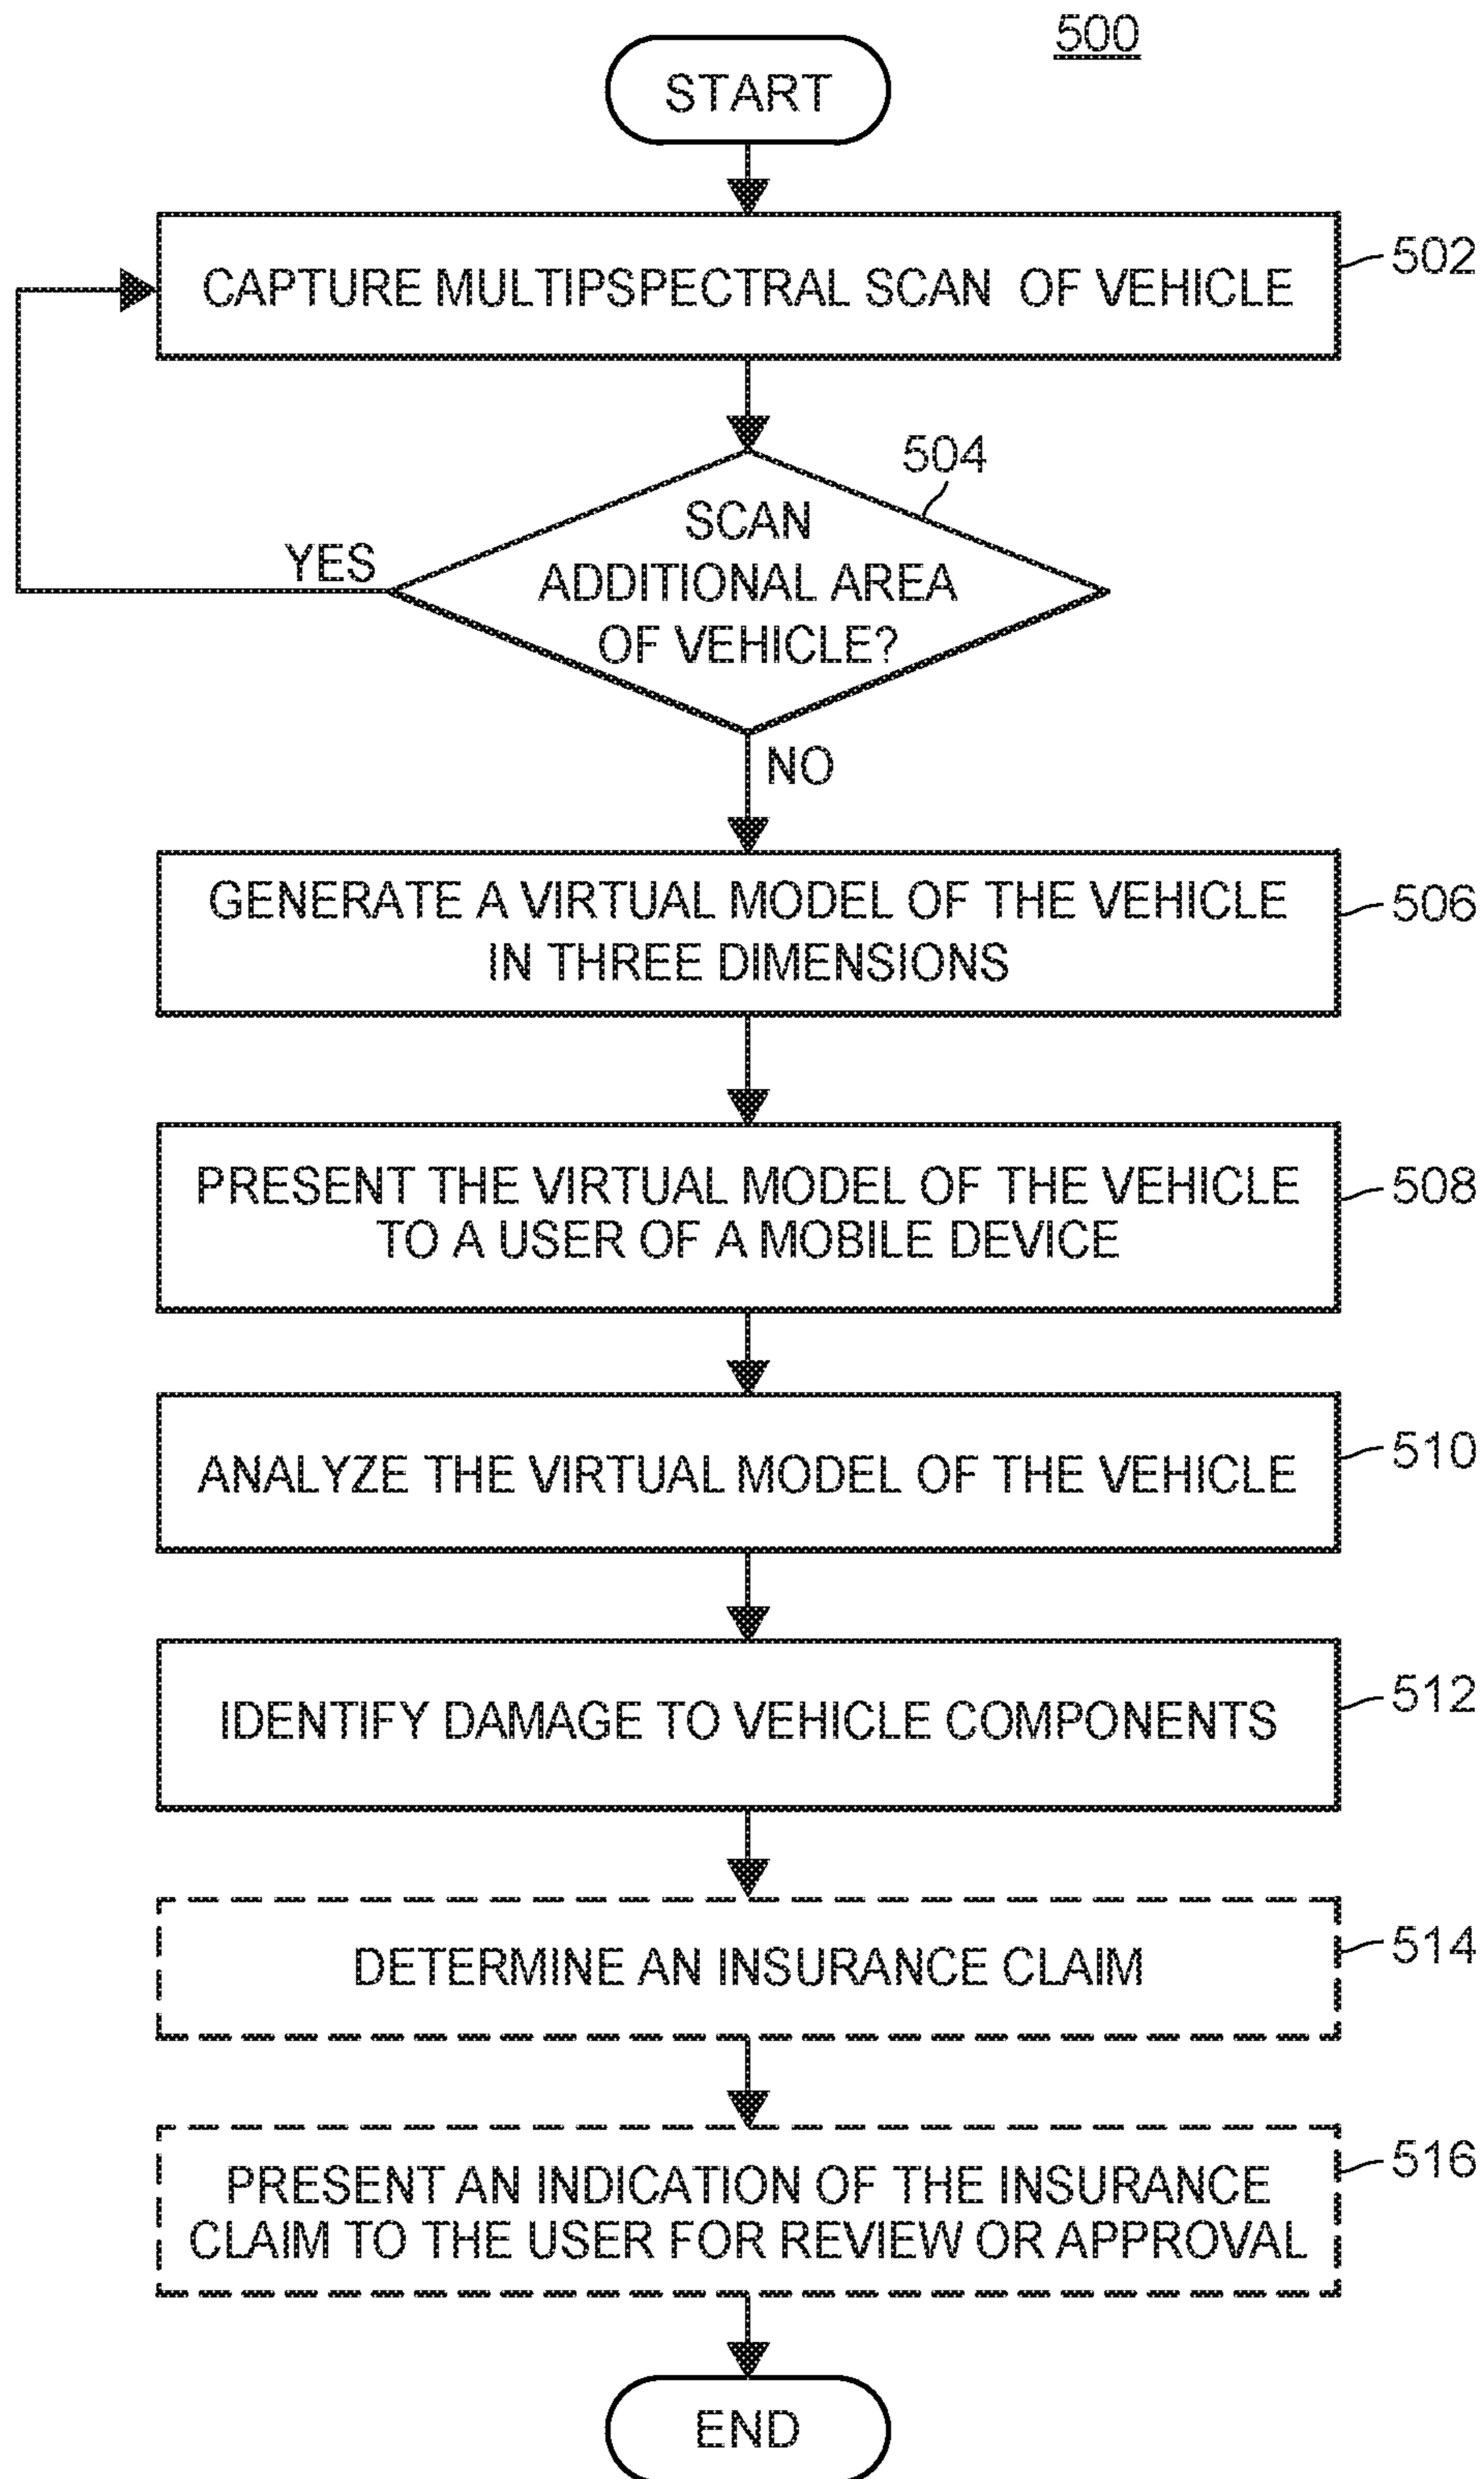 500
START
CAPTURE MULTIPSPECTRAL SCAN OF VEHICLE
502
504
SCAN
ADDITIONAL AREA
OF VEHICLE?
YES
NO
GENERATE A VIRTUAL MODEL OF THE VEHICLE
IN THREE DIMENSIONS
506
PRESENT THE VIRTUAL MODEL OF THE VEHICLE
TO A USER OF A MOBILE DEVICE
508
ANALYZE THE VIRTUAL MODEL OF THE VEHICLE
510
IDENTIFY DAMAGE TO VEHICLE COMPONENTS
512
DETERMINE AN INSURANCE CLAIM
514
PRESENT AN INDICATION OF THE INSURANCE
CLAIM TO THE USER FOR REVIEW OR APPROVAL
516
END